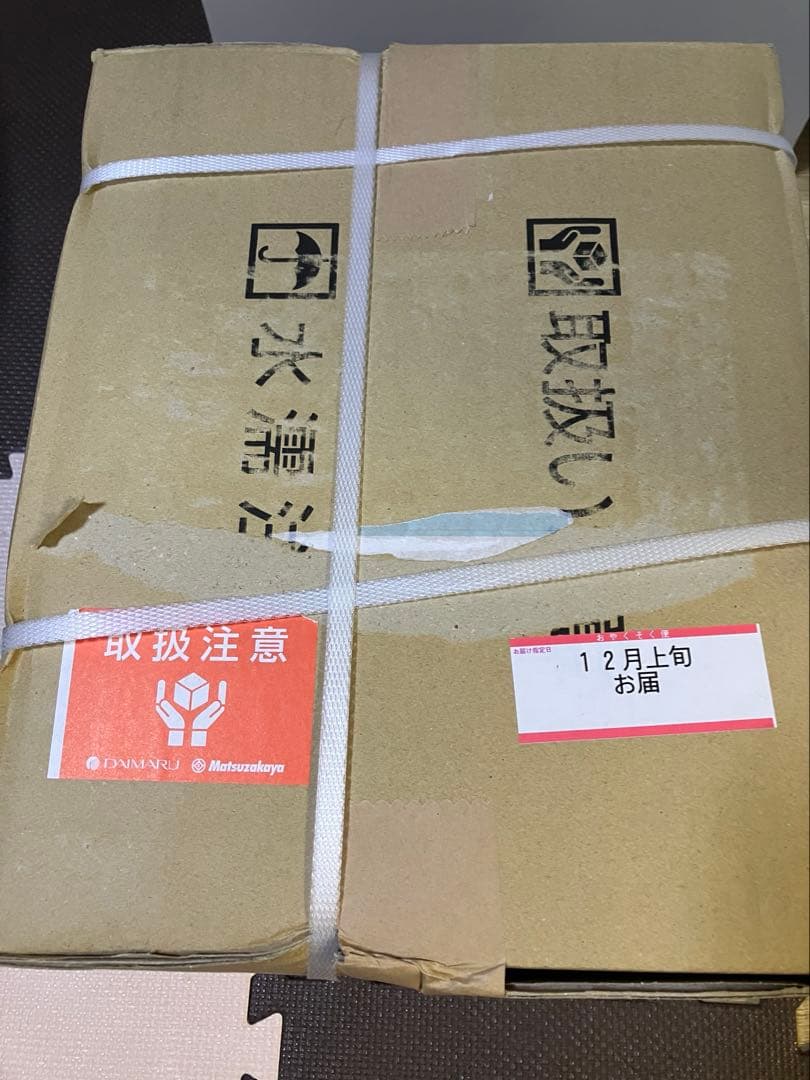 取扱い
水濡注
取扱注意
DAIMARU Matsuzakaya
おやくそく便
お届け指定日
12月上旬
お届